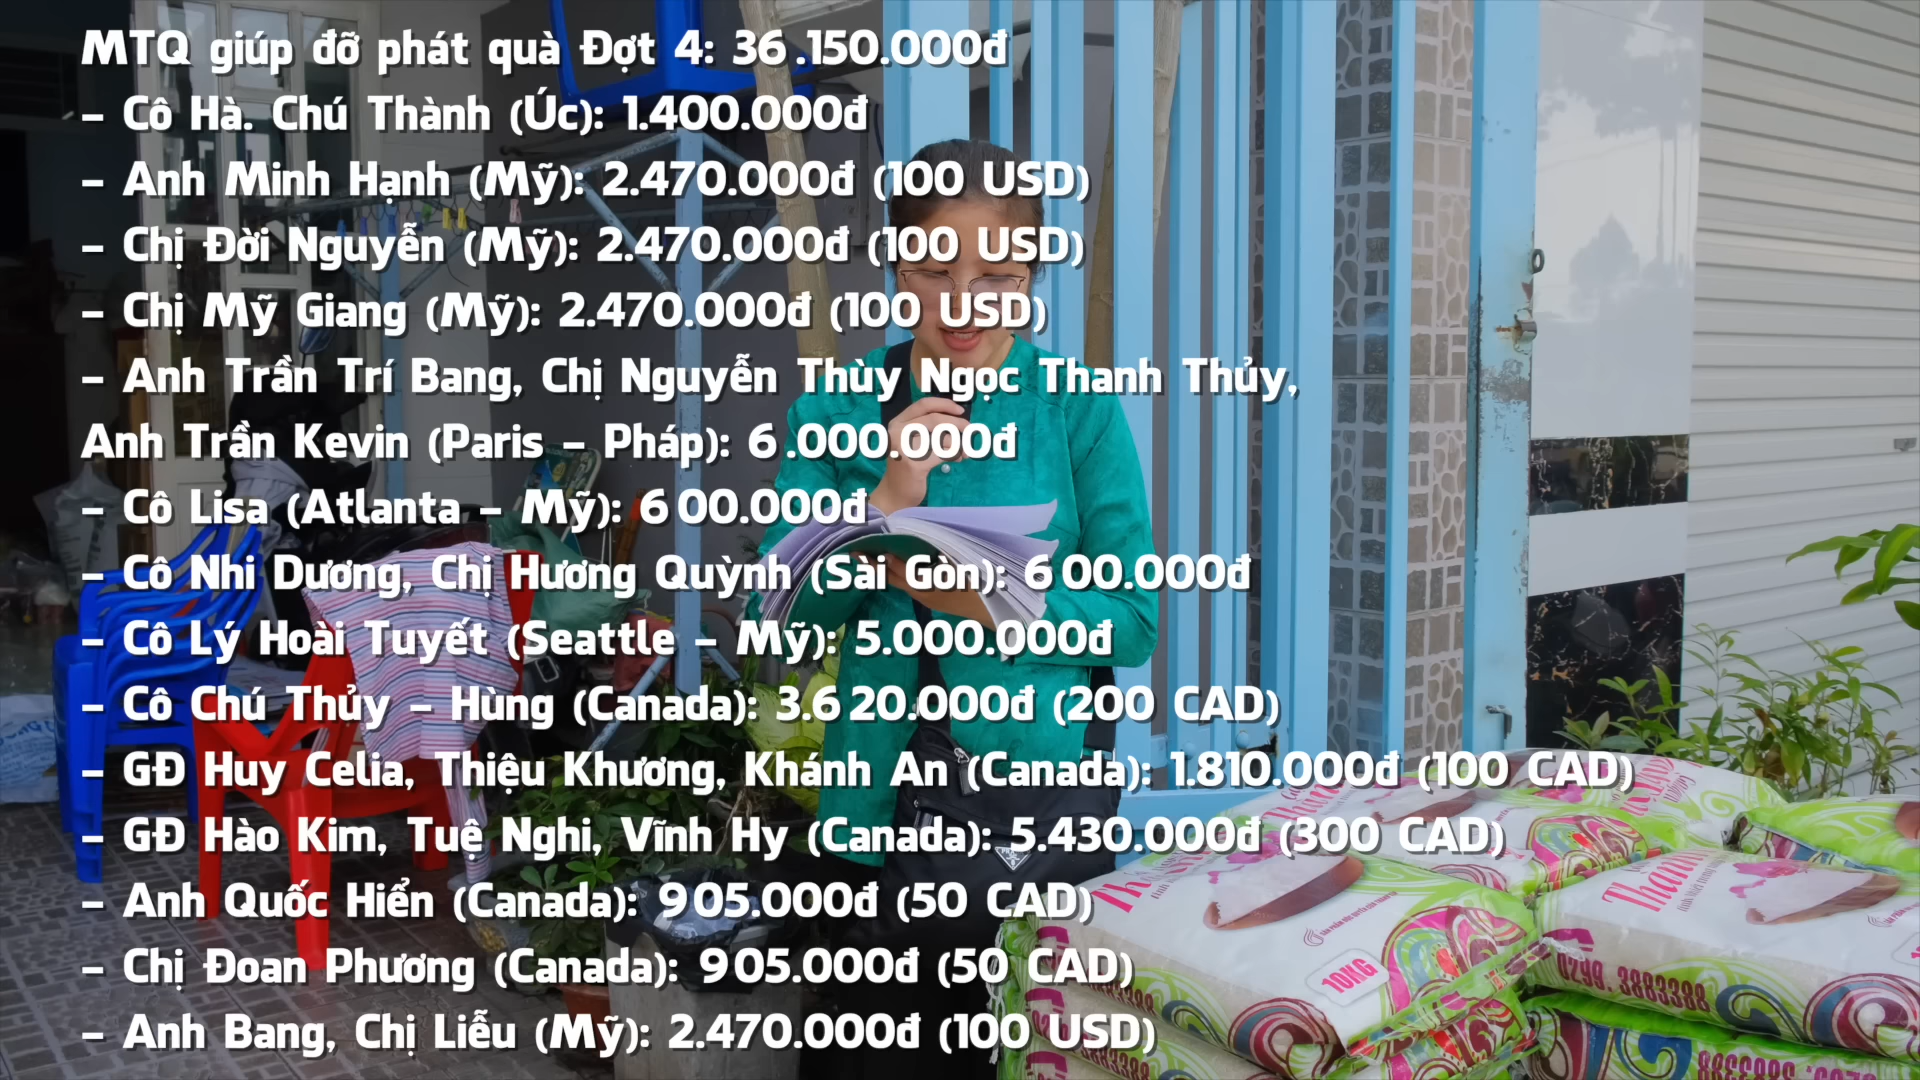 MTQ giúp đỡ phát quà Đợt 4: 36.150.000đ
- Cô Hà. Chú Thành (Úc): 1.400.000đ
- Anh Minh Hạnh (Mỹ): 2.470.000đ (100 USD)
- Chị Đời Nguyễn (Mỹ): 2.470.000đ (100 USD)
- Chị Mỹ Giang (Mỹ): 2.470.000đ (100 USD)
- Anh Trần Trí Bang, Chị Nguyễn Thùy Ngọc Thanh Thủy,
Anh Trần Kevin (Paris - Pháp): 6.000.000đ
- Cô Lisa (Atlanta - Mỹ): 600.000đ
- Cô Nhi Dương, Chị Hương Quỳnh (Sài Gòn): 600.000đ
- Cô Lý Hoài Tuyết (Seattle - Mỹ): 5.000.000đ
- Cô Chú Thủy - Hùng (Canada): 3.620.000đ (200 CAD)
- GĐ Huy Celia, Thiệu Khương, Khánh An (Canada): 1.810.000đ (100 CAD)
- GĐ Hào Kim, Tuệ Nghi, Vĩnh Hy (Canada): 5.430.000đ (300 CAD)
- Anh Quốc Hiển (Canada): 905.000đ (50 CAD)
- Chị Đoan Phương (Canada): 905.000đ (50 CAD)
- Anh Bang, Chị Liễu (Mỹ): 2.470.000đ (100 USD)
10KG
0299.3883388